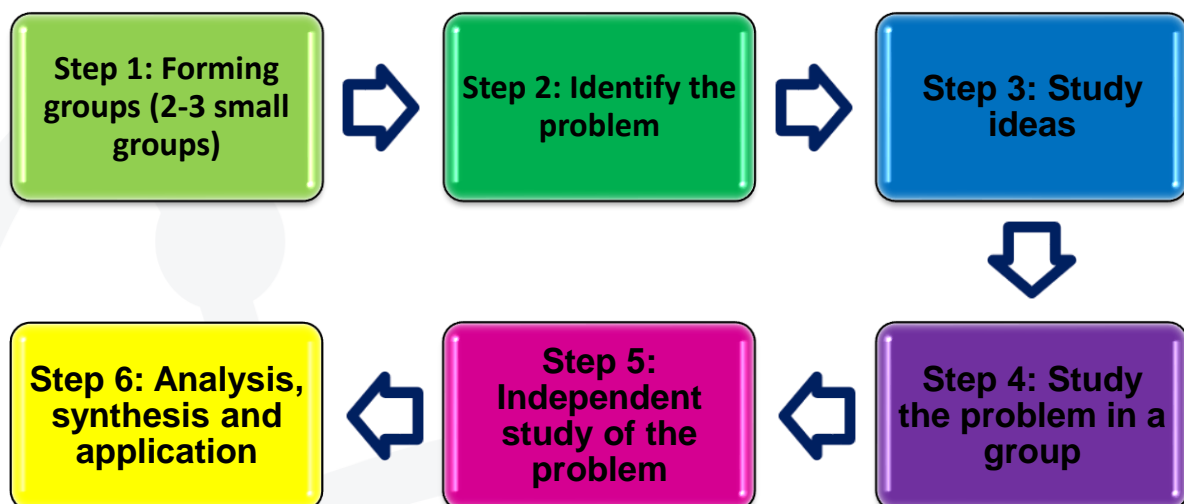 Step 1: Forming
groups (2-3 small
groups)
Step 2: Identify the
problem
Step 3: Study
ideas
Step 4: Study
the problem in a
group
Step 5:
Independent
study of the
problem
Step 6: Analysis,
synthesis and
application